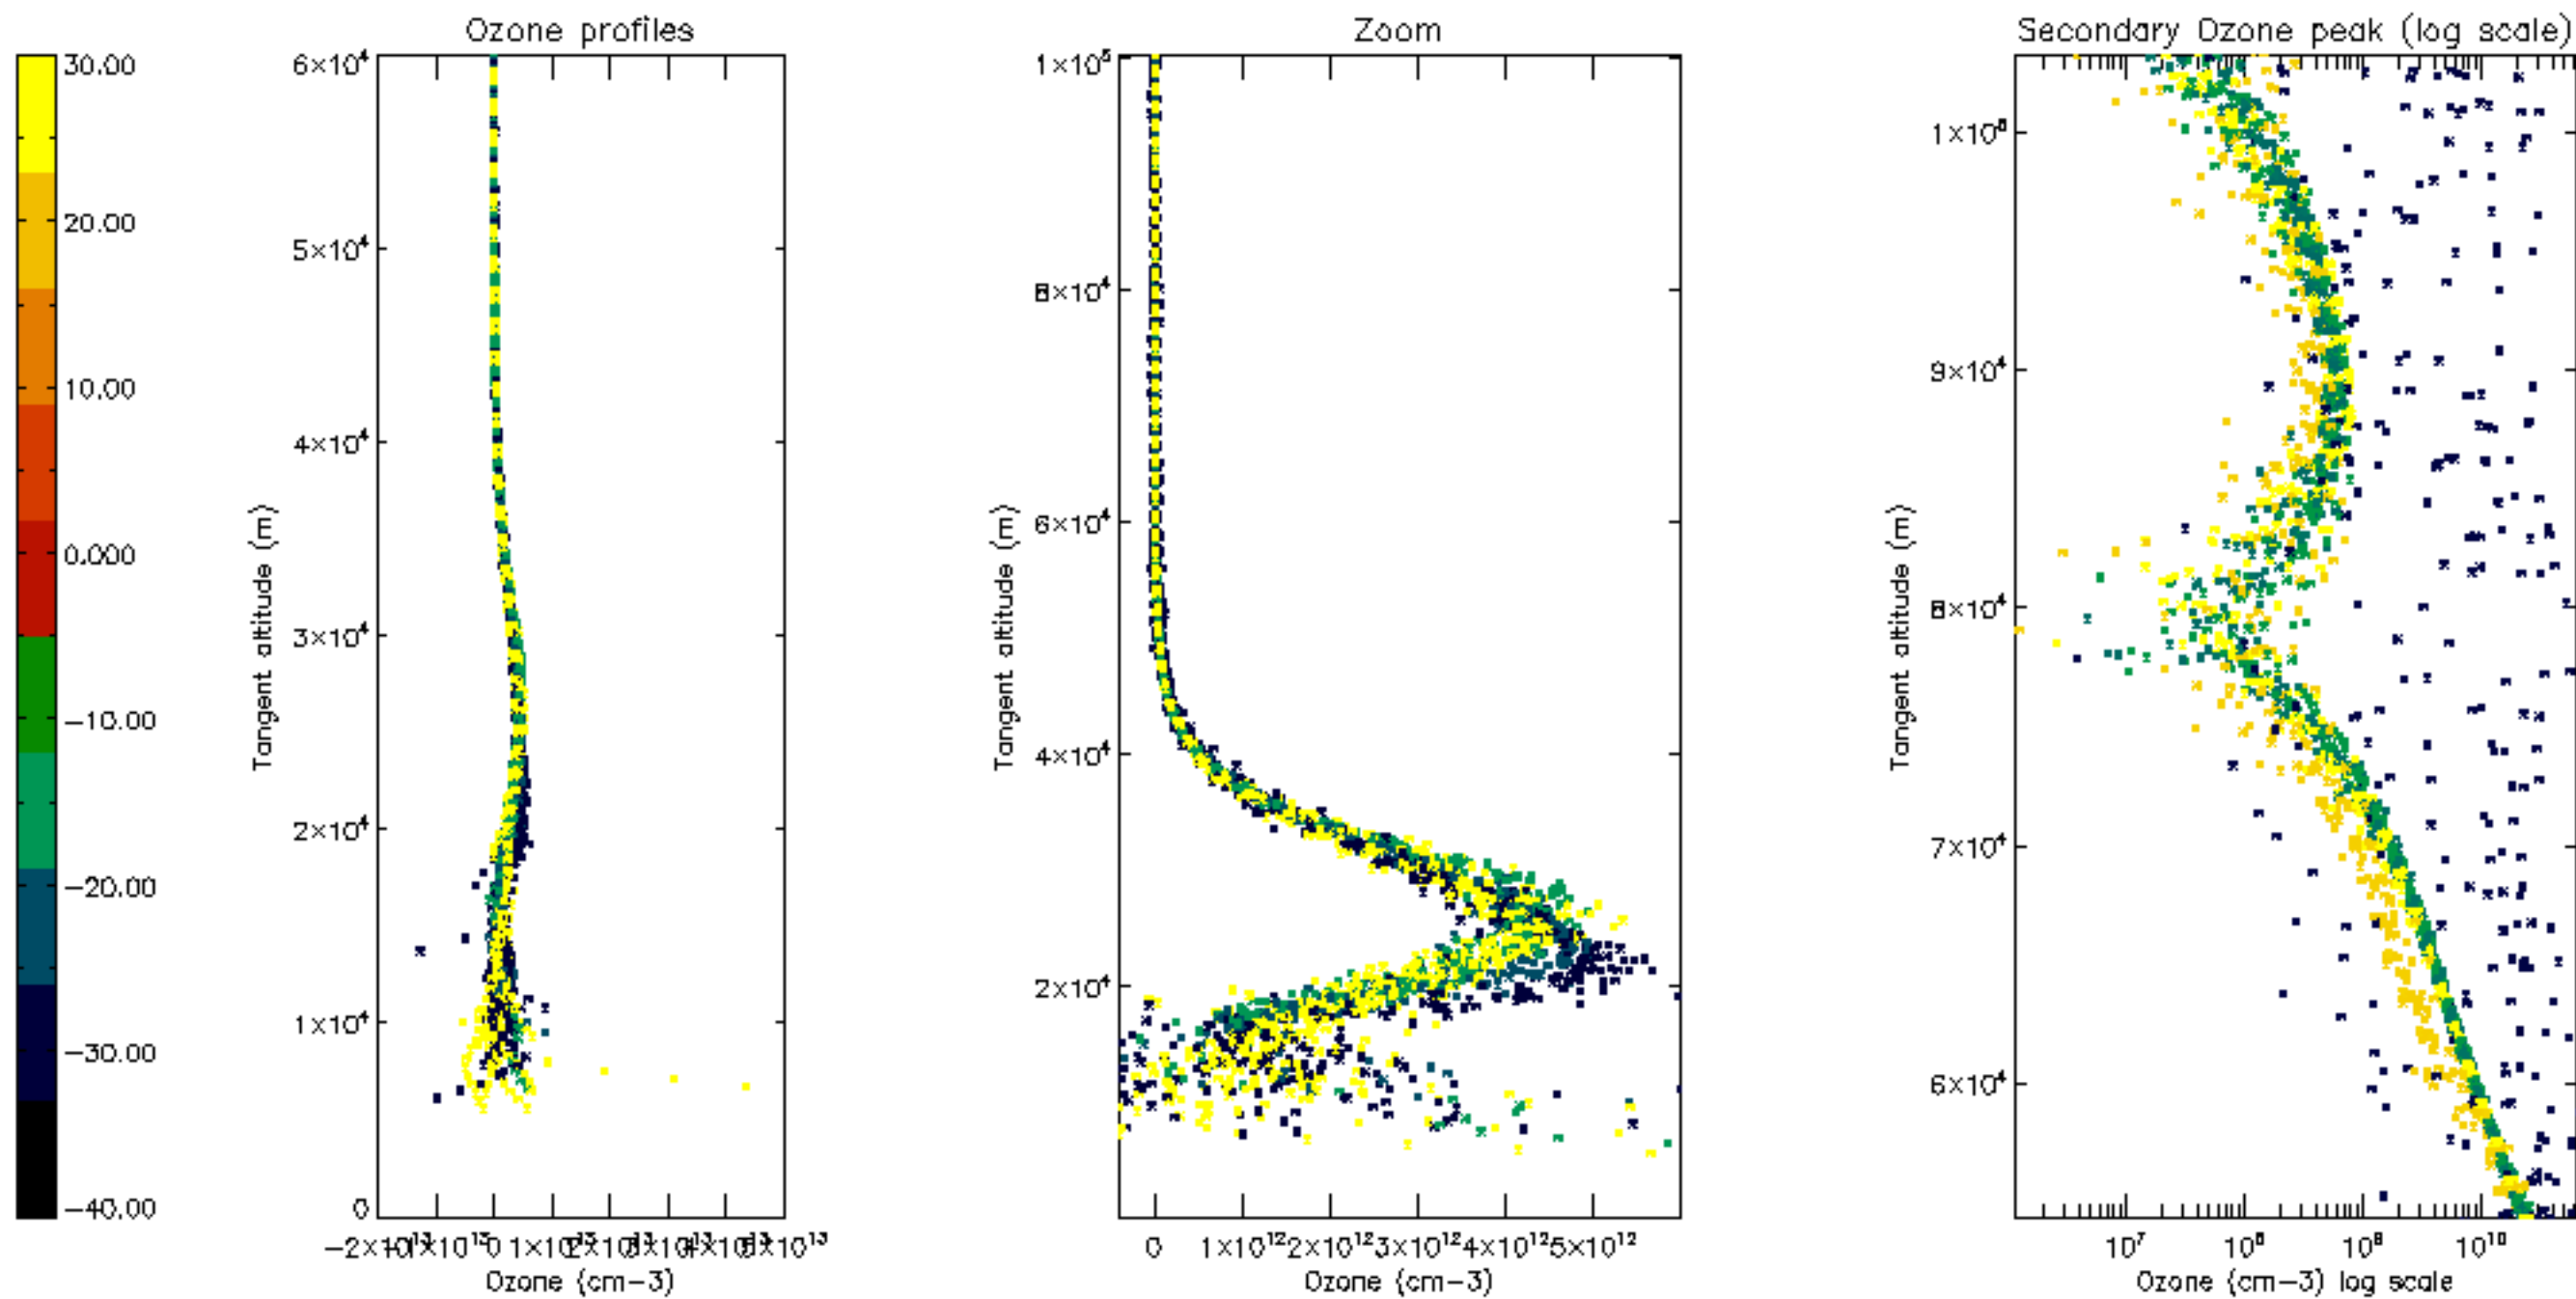 Ozone profiles
Zoom
Secondary Ozone peak (log scale)
30.00
20.00
10.00
0.000
−10.00
−20.00
−30.00
−40.00
6×10⁴
5×10⁴
4×10⁴
3×10⁴
2×10⁴
1×10⁴
0
Tangent altitude (m)
0
Ozone (cm−3)
1×10⁵
8×10⁴
6×10⁴
4×10⁴
2×10⁴
Tangent altitude (m)
0 1×10¹² 2×10¹² 3×10¹² 4×10¹² 5×10¹²
Ozone (cm−3)
9×10⁴
8×10⁴
7×10⁴
6×10⁴
Tangent altitude (m)
10⁷ 10⁸ 10⁹ 10¹⁰
Ozone (cm−3) log scale